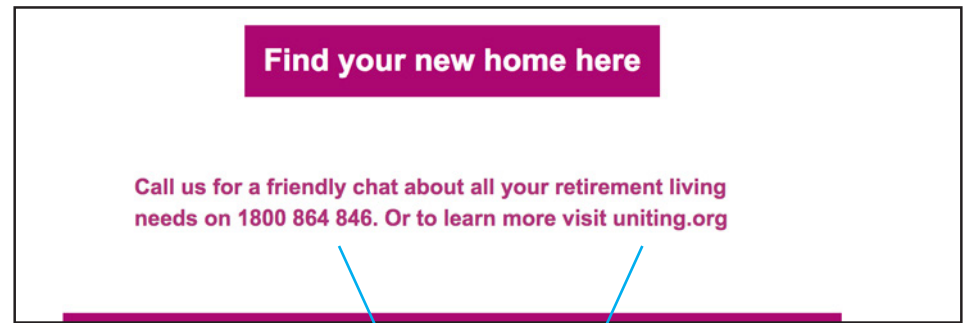 Find your new home here
Call us for a friendly chat about all your retirement living
needs on 1800 864 846. Or to learn more visit uniting.org